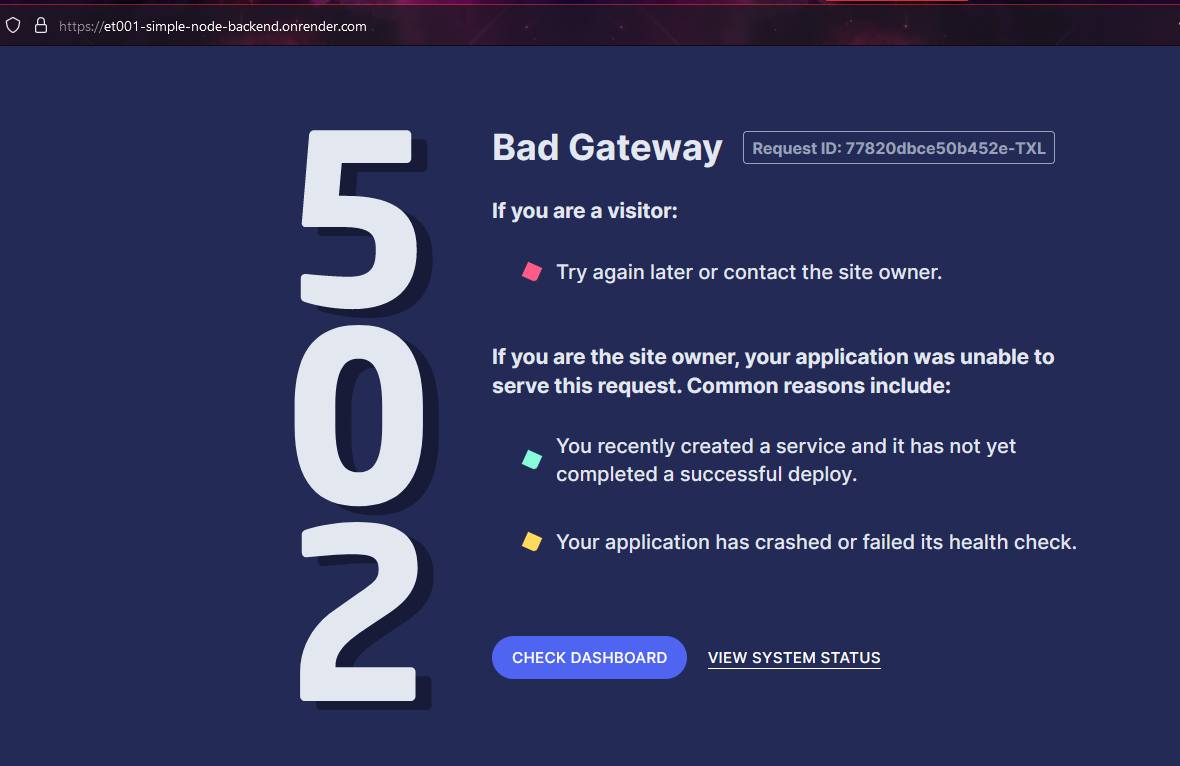 https://et001-simple-node-backend.onrender.com
502
Bad Gateway
Request ID: 77820dbce50b452e-TXL
If you are a visitor:
Try again later or contact the site owner.
If you are the site owner, your application was unable to
serve this request. Common reasons include:
You recently created a service and it has not yet
completed a successful deploy.
Your application has crashed or failed its health check.
CHECK DASHBOARD
VIEW SYSTEM STATUS